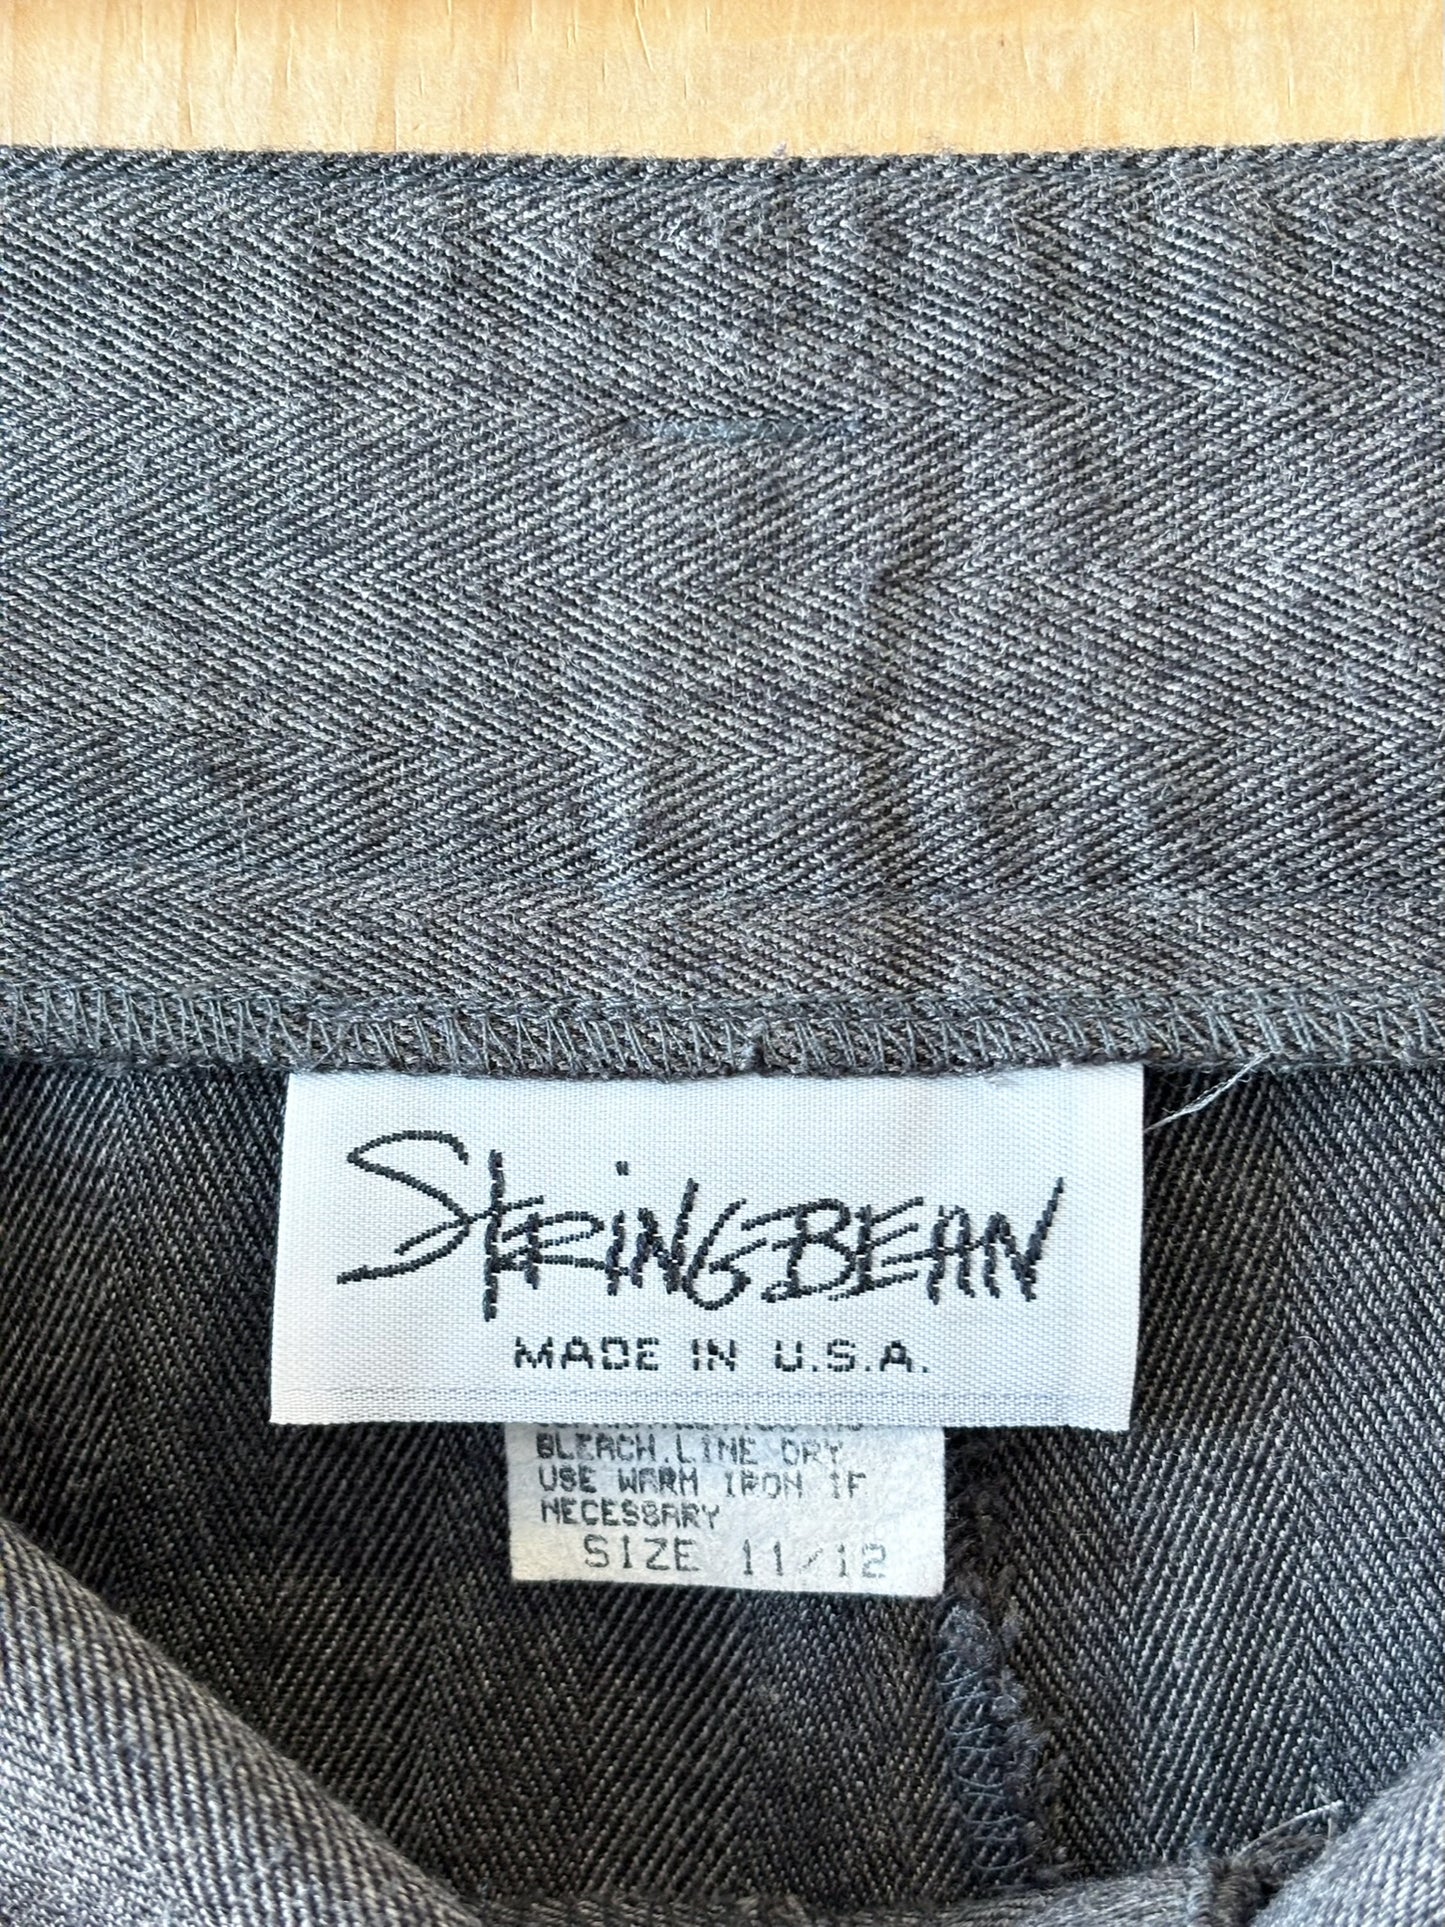 STRINGBEAN
MADE IN U.S.A.
BLEACH.LINE DRY
USE WARM IRON IF
NECESSARY
SIZE 11/12